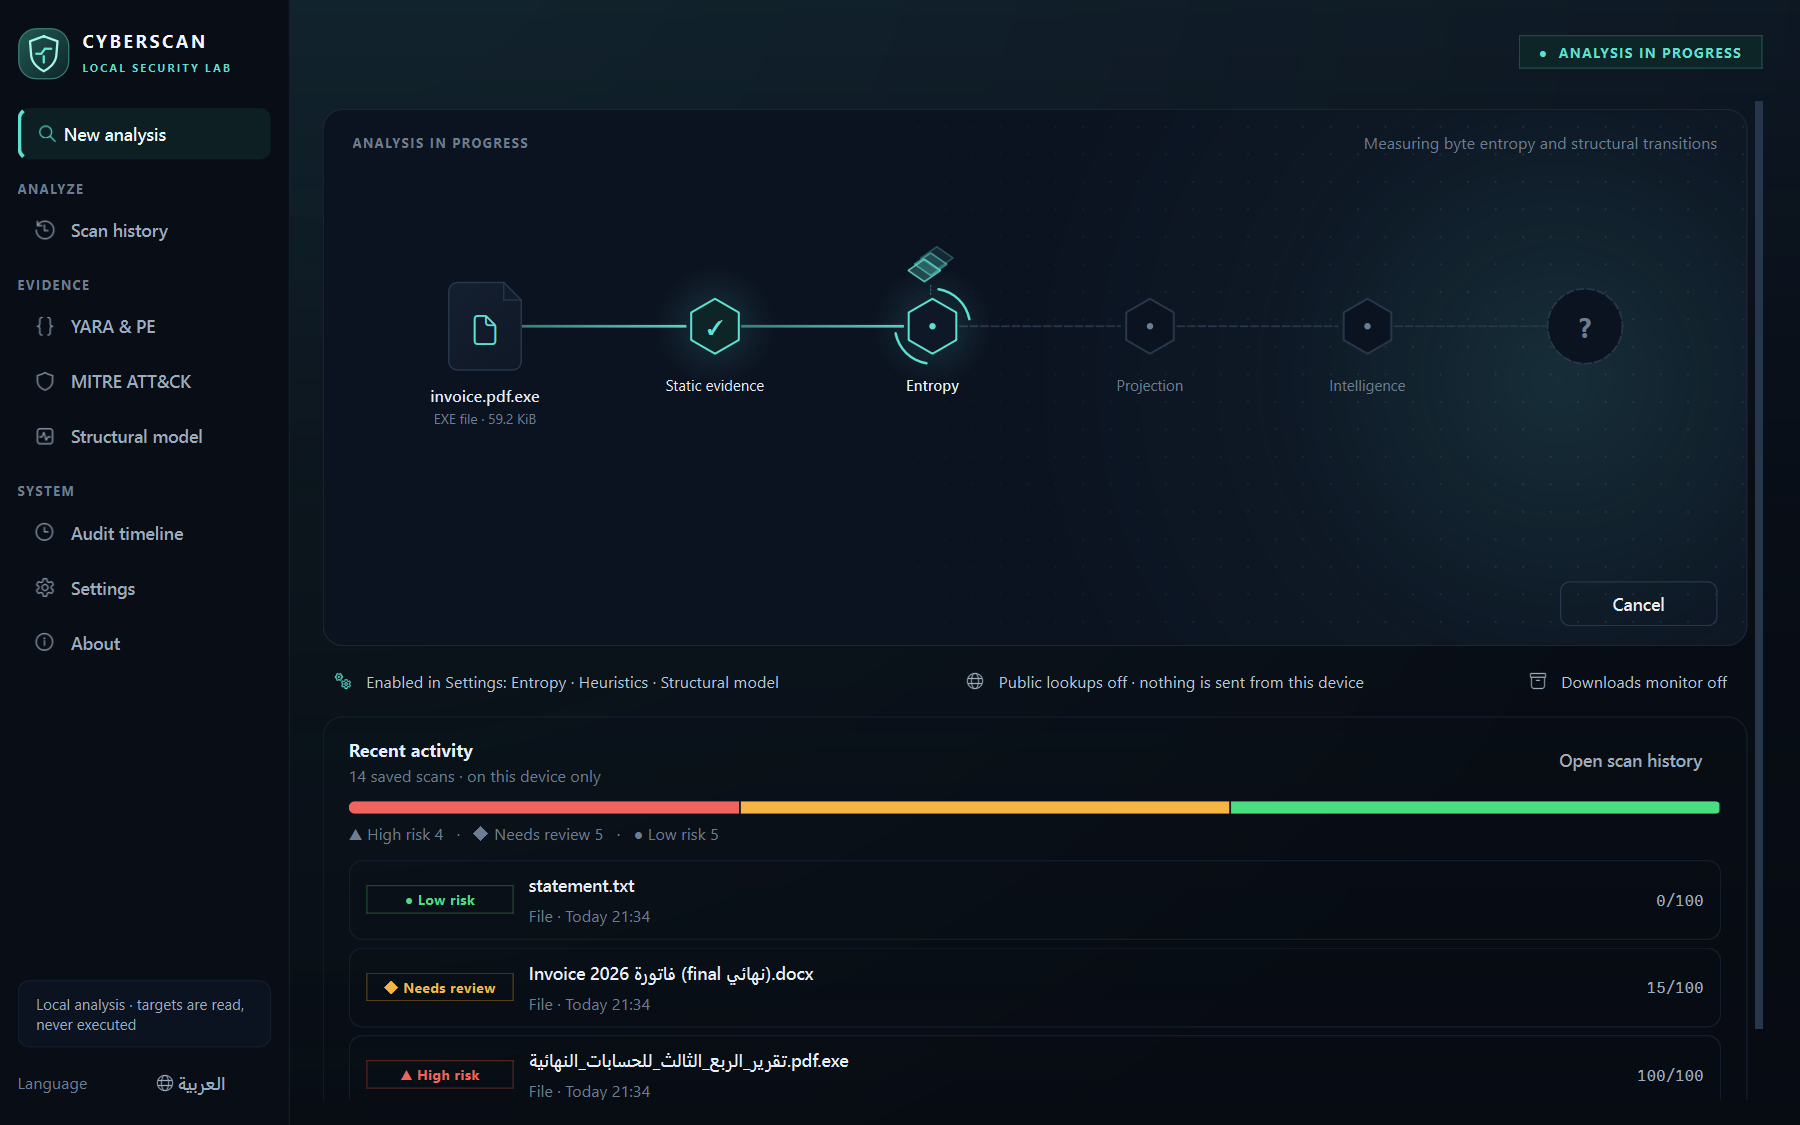 CYBERSCAN
LOCAL SECURITY LAB
New analysis
ANALYZE
Scan history
EVIDENCE
{} YARA & PE
MITRE ATT&CK
Structural model
SYSTEM
Audit timeline
Settings
About
Local analysis · targets are read,
never executed
Language
العربية
• ANALYSIS IN PROGRESS
ANALYSIS IN PROGRESS
Measuring byte entropy and structural transitions
invoice.pdf.exe
EXE file · 59.2 KiB
✓
Static evidence
Entropy
Projection
Intelligence
?
Cancel
Enabled in Settings: Entropy · Heuristics · Structural model
Public lookups off · nothing is sent from this device
Downloads monitor off
Recent activity
14 saved scans · on this device only
Open scan history
▲ High risk 4 · ◆ Needs review 5 · ● Low risk 5
● Low risk
statement.txt
File · Today 21:34
0/100
◆ Needs review
Invoice 2026 فاتورة (final نهائي).docx
File · Today 21:34
15/100
▲ High risk
تقرير_الربع_الثالث_للحسابات_النهائية.pdf.exe
File · Today 21:34
100/100